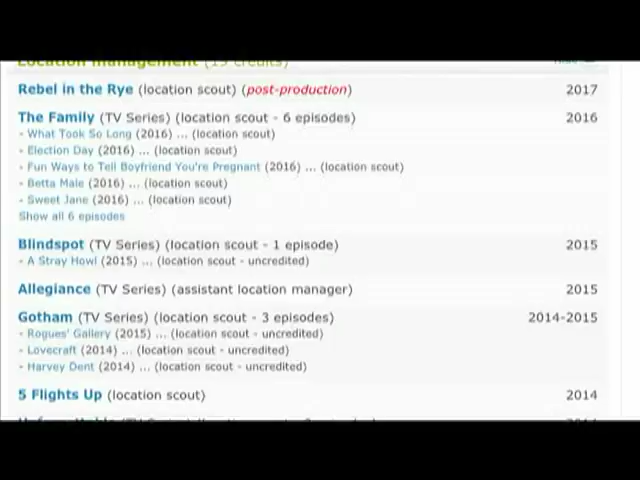 Location management (19 credits)
Rebel in the Rye (location scout) (post-production) 2017
The Family (TV Series) (location scout - 6 episodes) 2016
- What Took So Long (2016) ... (location scout)
- Election Day (2016) ... (location scout)
- Fun Ways to Tell Boyfriend You're Pregnant (2016) ... (location scout)
- Betta Male (2016) ... (location scout)
- Sweet Jane (2016) ... (location scout)
Show all 6 episodes
Blindspot (TV Series) (location scout - 1 episode) 2015
- A Stray Howl (2015) ... (location scout - uncredited)
Allegiance (TV Series) (assistant location manager) 2015
Gotham (TV Series) (location scout - 3 episodes) 2014-2015
- Rogues' Gallery (2015) ... (location scout - uncredited)
- Lovecraft (2014) ... (location scout - uncredited)
- Harvey Dent (2014) ... (location scout - uncredited)
5 Flights Up (location scout) 2014